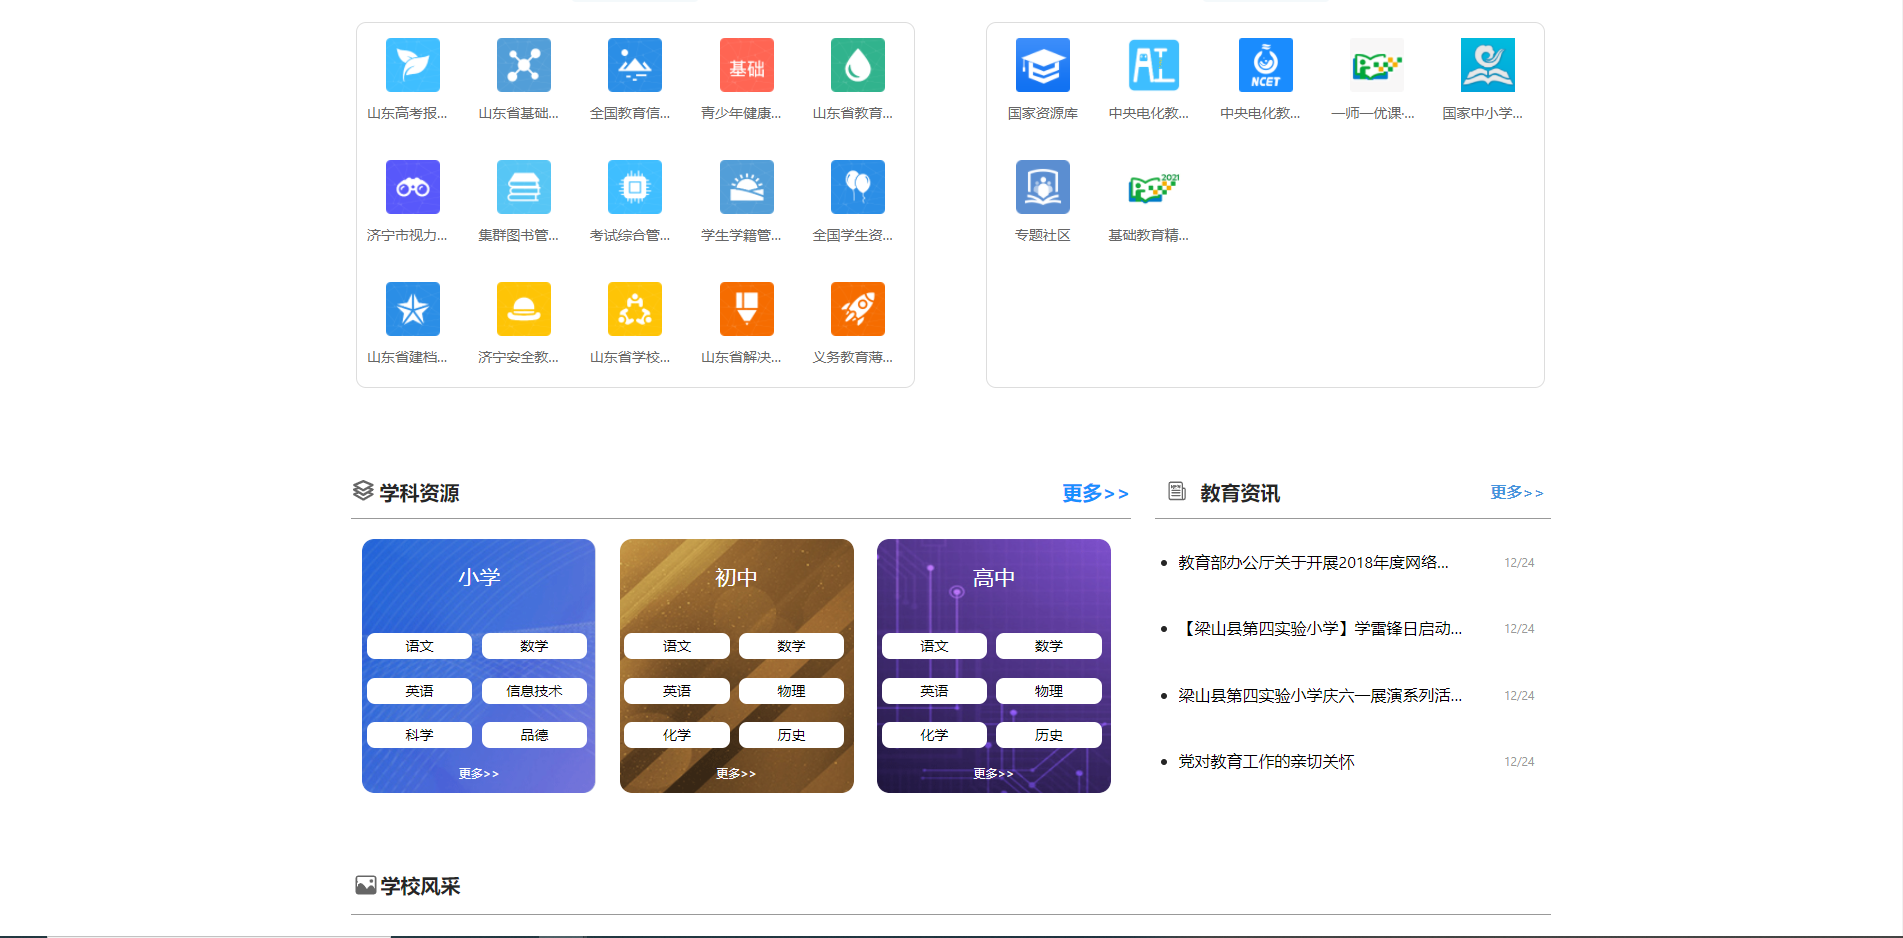 基础
山东高考报... 山东省基础... 全国教育信... 青少年健康... 山东省教育...
济宁市视力... 集群图书管... 考试综合管... 学生学籍管... 全国学生资...
山东省建档... 济宁安全教... 山东省学校... 山东省解决... 义务教育薄...
NCET
国家资源库 中央电化教... 中央电化教... 一师一优课·... 国家中小学...
2021
专题社区 基础教育精...
学科资源 更多>>
小学
语文 数学
英语 信息技术
科学 品德
更多>>
初中
语文 数学
英语 物理
化学 历史
更多>>
高中
语文 数学
英语 物理
化学 历史
更多>>
教育资讯 更多>>
教育部办公厅关于开展2018年度网络... 12/24
【梁山县第四实验小学】学雷锋日启动... 12/24
梁山县第四实验小学庆六一展演系列活... 12/24
党对教育工作的亲切关怀 12/24
学校风采